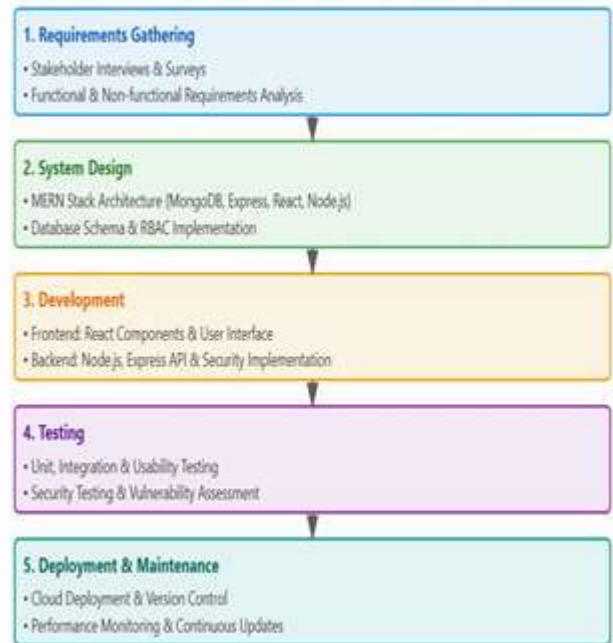 1. Requirements Gathering
• Stakeholder Interviews & Surveys
• Functional & Non-functional Requirements Analysis
2. System Design
• MERN Stack Architecture (MongoDB, Express, React, Node.js)
• Database Schema & RBAC Implementation
3. Development
• Frontend: React Components & User Interface
• Backend: Node.js, Express API & Security Implementation
4. Testing
• Unit, Integration & Usability Testing
• Security Testing & Vulnerability Assessment
5. Deployment & Maintenance
• Cloud Deployment & Version Control
• Performance Monitoring & Continuous Updates